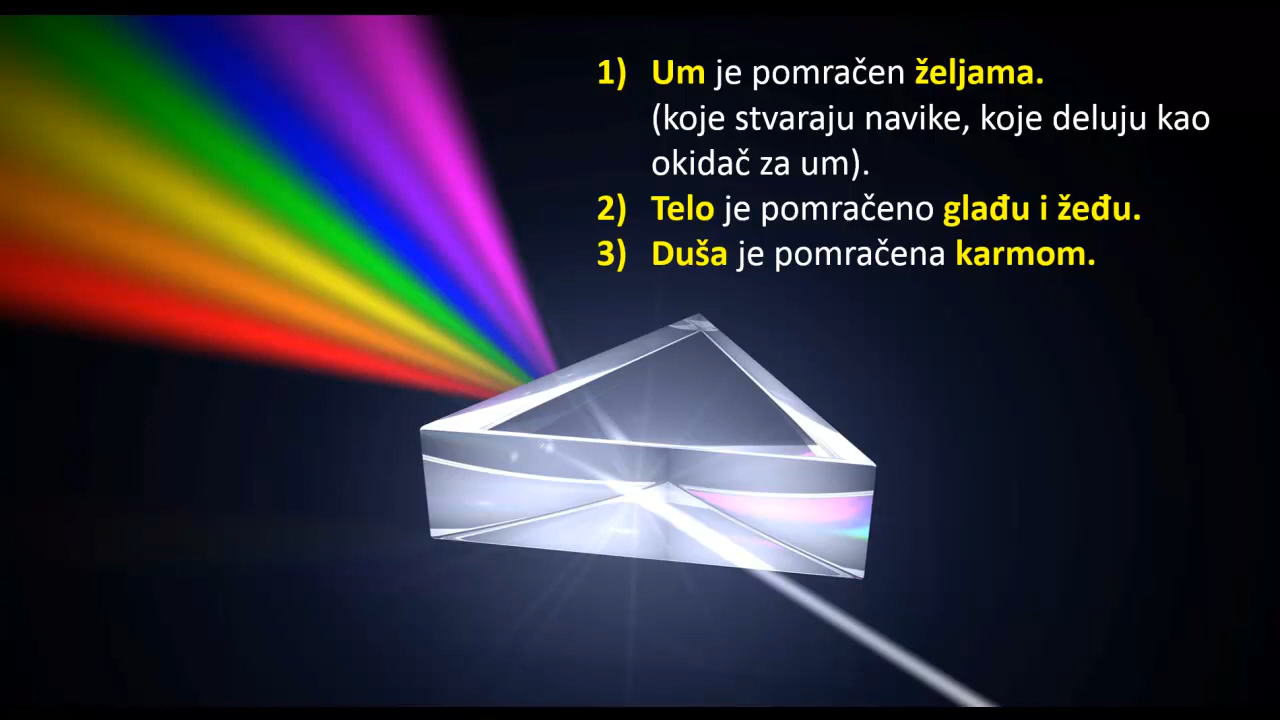 1) Um je pomračen željama.
(koje stvaraju navike, koje deluju kao
okidač za um).
2) Telo je pomračeno glađu i žeđu.
3) Duša je pomračena karmom.